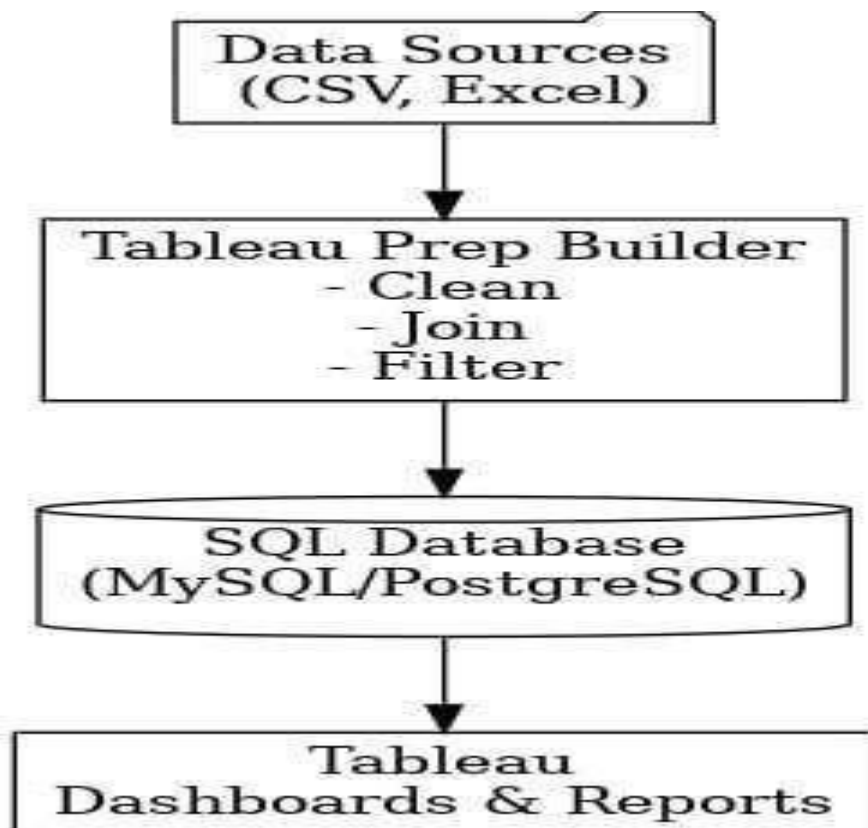 Data Sources
(CSV, Excel)
Tableau Prep Builder
- Clean
- Join
- Filter
SQL Database
(MySQL/PostgreSQL)
Tableau
Dashboards & Reports